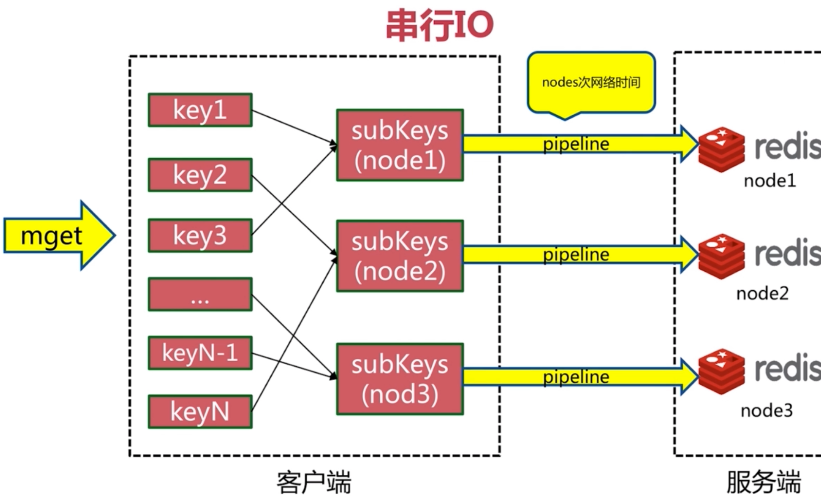 串行IO
nodes次网络时间
mget
key1
key2
key3
...
keyN-1
keyN
subKeys
(node1)
subKeys
(node2)
subKeys
(nod3)
pipeline
pipeline
pipeline
redis
node1
redis
node2
redis
node3
客户端
服务端